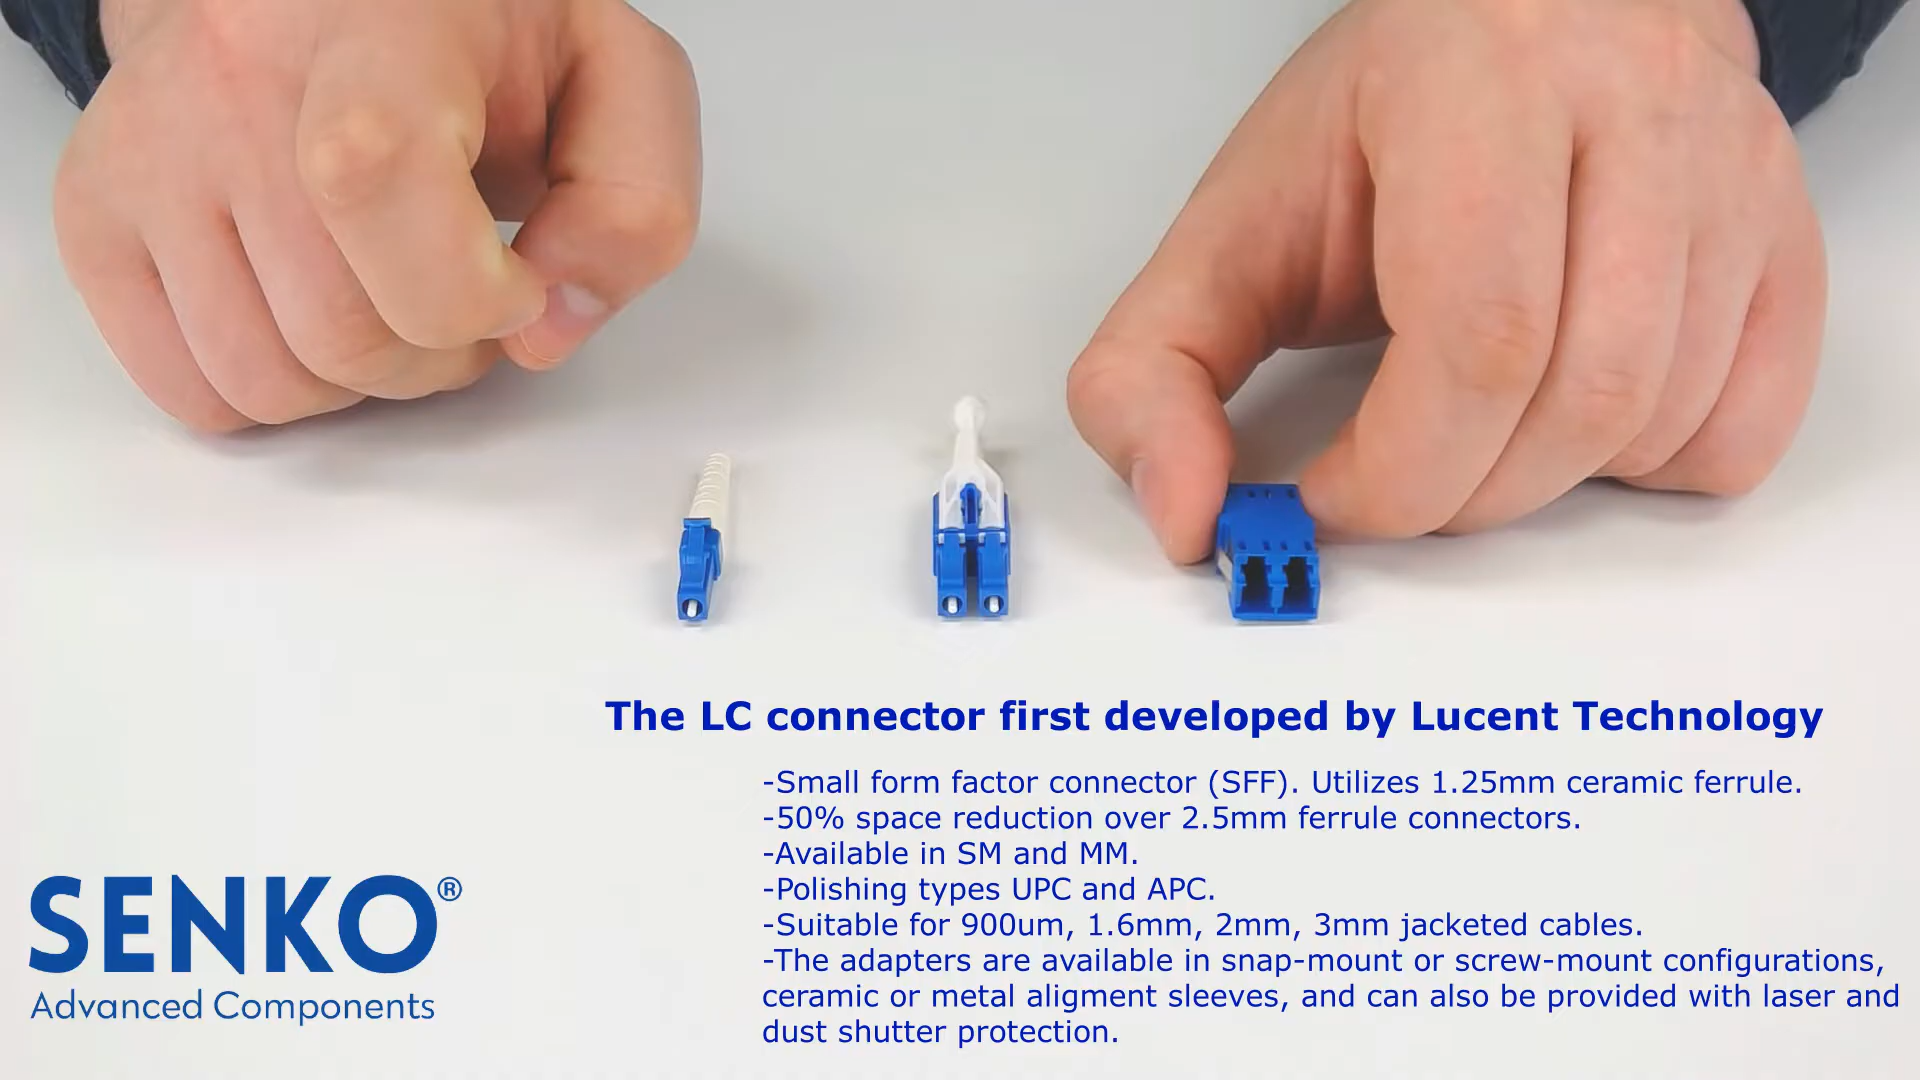 The LC connector first developed by Lucent Technology
-Small form factor connector (SFF). Utilizes 1.25mm ceramic ferrule.
-50% space reduction over 2.5mm ferrule connectors.
-Available in SM and MM.
-Polishing types UPC and APC.
-Suitable for 900um, 1.6mm, 2mm, 3mm jacketed cables.
-The adapters are available in snap-mount or screw-mount configurations,
ceramic or metal aligment sleeves, and can also be provided with laser and
dust shutter protection.
SENKO®
Advanced Components